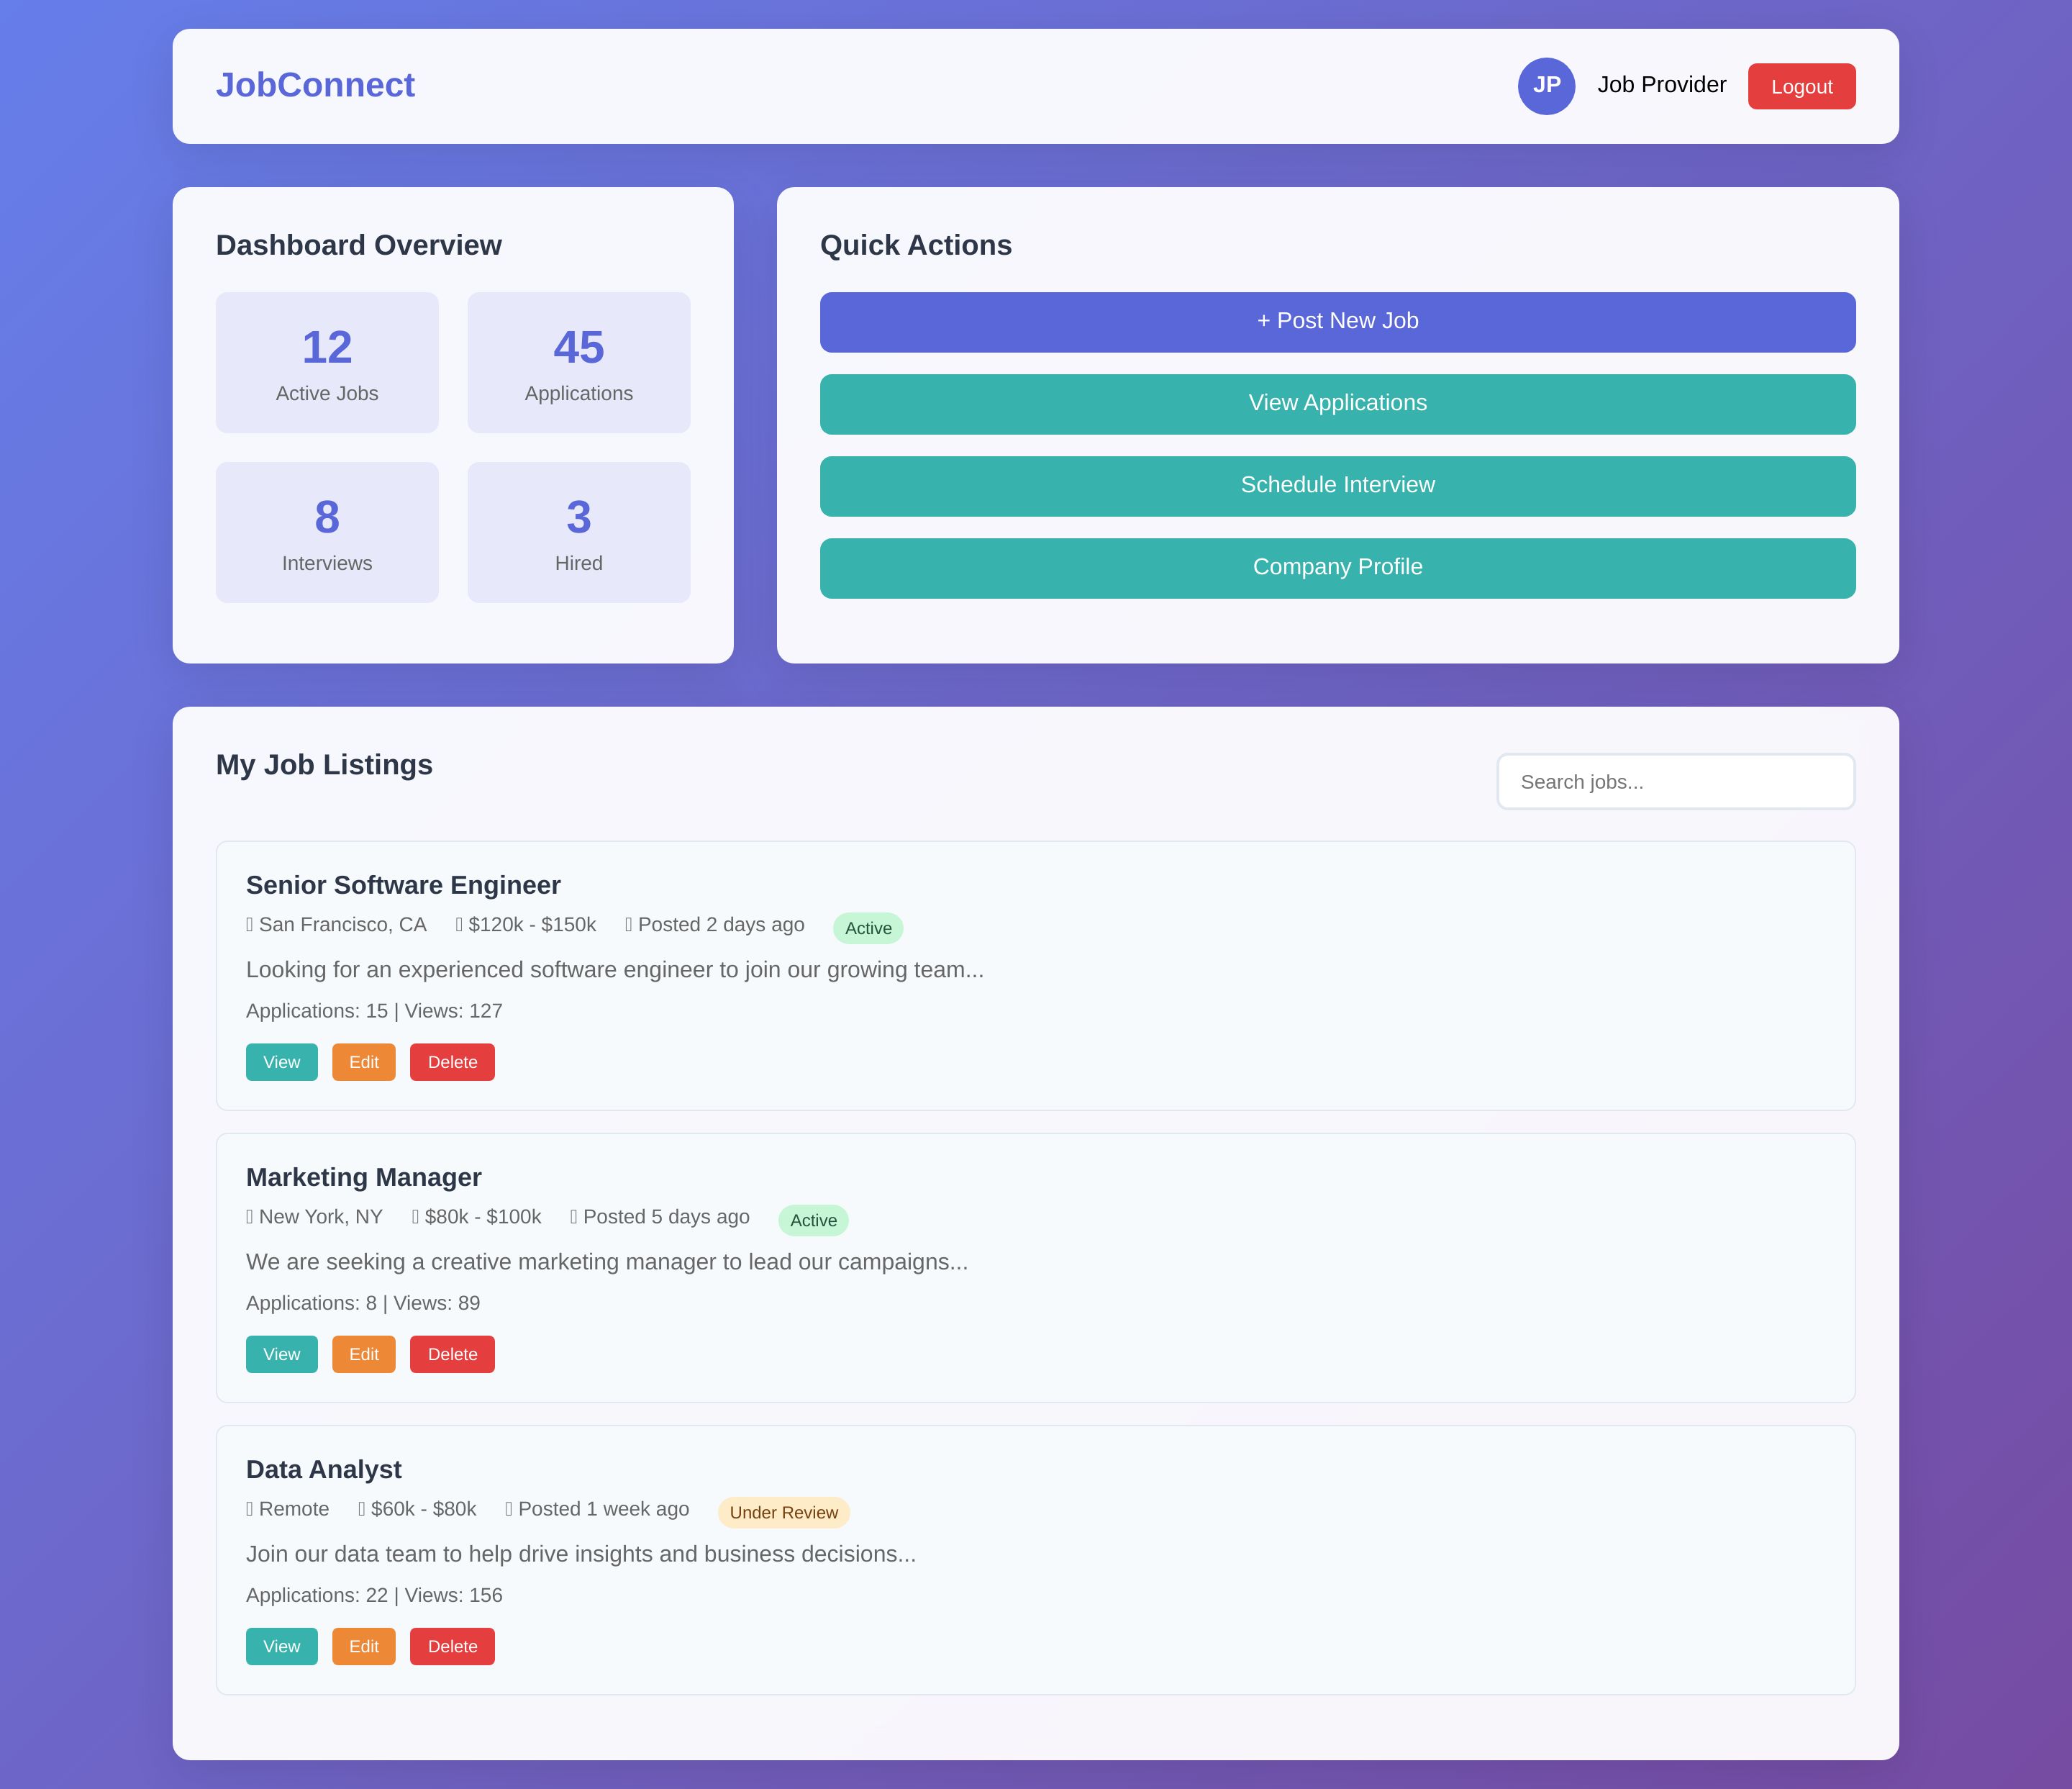 JobConnect
JP Job Provider Logout
Dashboard Overview
12
Active Jobs
45
Applications
8
Interviews
3
Hired
Quick Actions
+ Post New Job
View Applications
Schedule Interview
Company Profile
My Job Listings
Search jobs...
Senior Software Engineer
San Francisco, CA $120k - $150k Posted 2 days ago Active
Looking for an experienced software engineer to join our growing team...
Applications: 15 | Views: 127
View Edit Delete
Marketing Manager
New York, NY $80k - $100k Posted 5 days ago Active
We are seeking a creative marketing manager to lead our campaigns...
Applications: 8 | Views: 89
View Edit Delete
Data Analyst
Remote $60k - $80k Posted 1 week ago Under Review
Join our data team to help drive insights and business decisions...
Applications: 22 | Views: 156
View Edit Delete